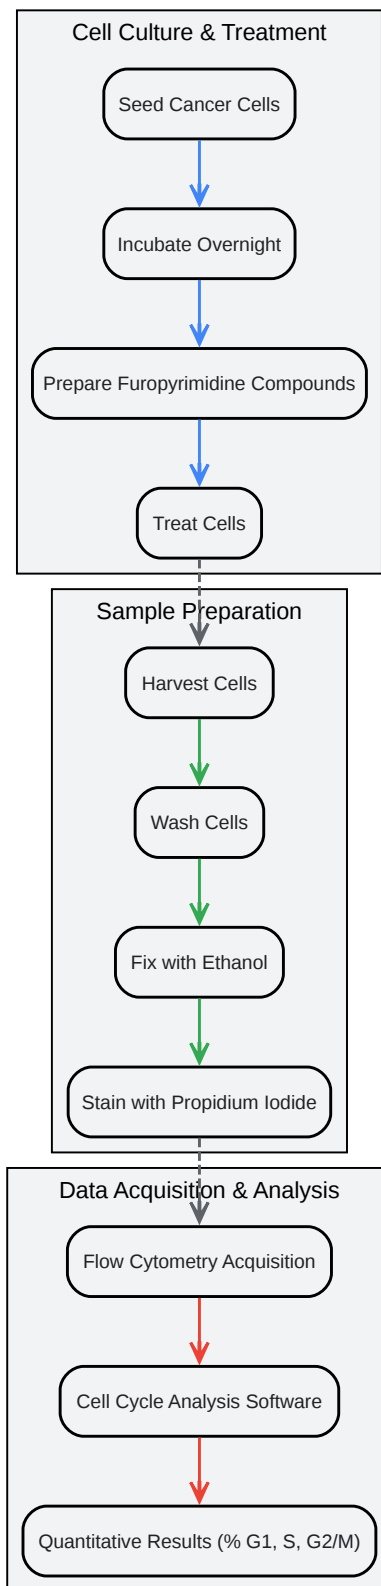 Cell Culture & Treatment
Seed Cancer Cells
Incubate Overnight
Prepare Furopyrimidine Compounds
Treat Cells
Sample Preparation
Harvest Cells
Wash Cells
Fix with Ethanol
Stain with Propidium Iodide
Data Acquisition & Analysis
Flow Cytometry Acquisition
Cell Cycle Analysis Software
Quantitative Results (% G1, S, G2/M)